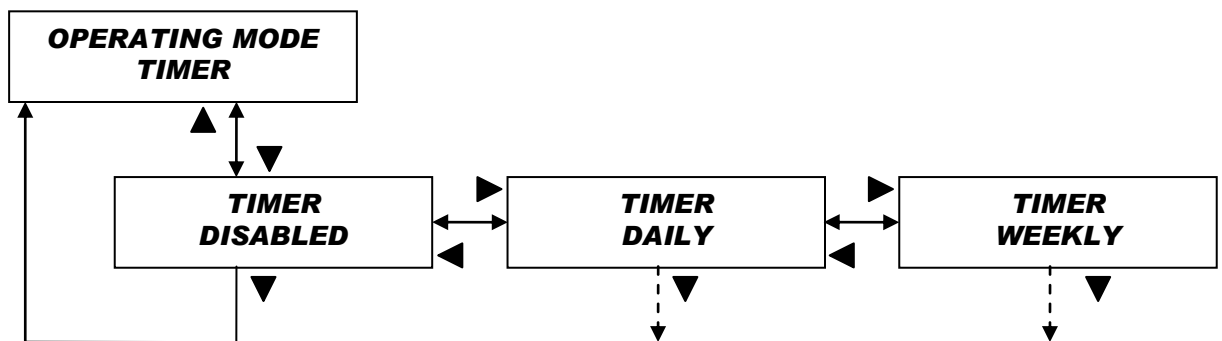 OPERATING MODE
TIMER
TIMER
DISABLED
TIMER
DAILY
TIMER
WEEKLY